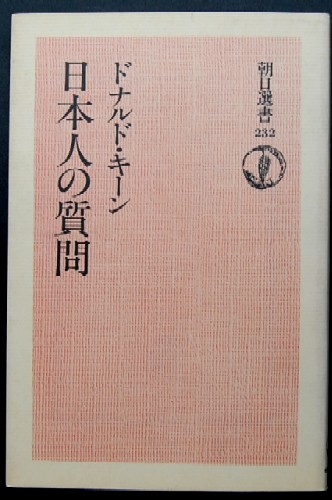 朝日選書
232
ドナルド・キーン
日本人の質問